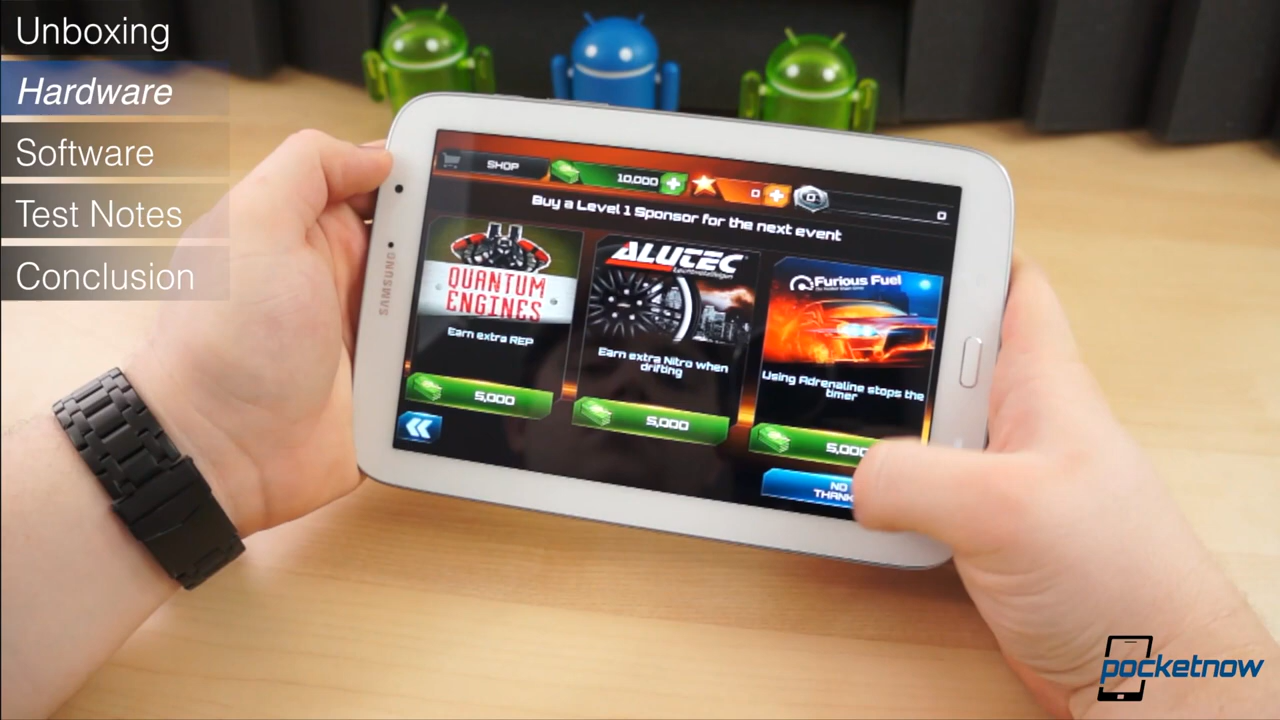 Unboxing
Hardware
Software
Test Notes
Conclusion
SAMSUNG
SHOP
10,000
0
0
0
Buy a Level 1 Sponsor for the next event
QUANTUM
ENGINES
Earn extra REP
5,000
ALUTEC
Earn extra Nitro when
drifting
5,000
Furious Fuel
Using Adrenaline stops the
timer
5,000
NO
THANK
pocketnow